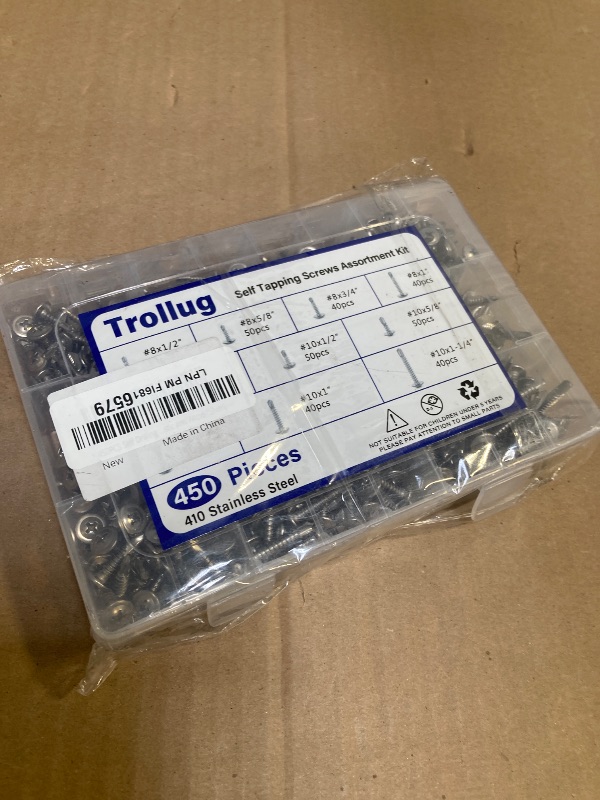 Trollug
Self Tapping Screws Assortment Kit
#8x1/2"
#8x5/8"
50pcs
#8x3/4"
40pcs
#8x1"
40pcs
#10x1/2"
50pcs
#10x5/8"
50pcs
#10x1"
40pcs
#10x1-1/4"
40pcs
LPN PM FI6816579
Made in China
New
450 Pieces
410 Stainless Steel
NOT SUITABLE FOR CHILDREN UNDER 5 YEARS
PLEASE PAY ATTENTION TO SMALL PARTS